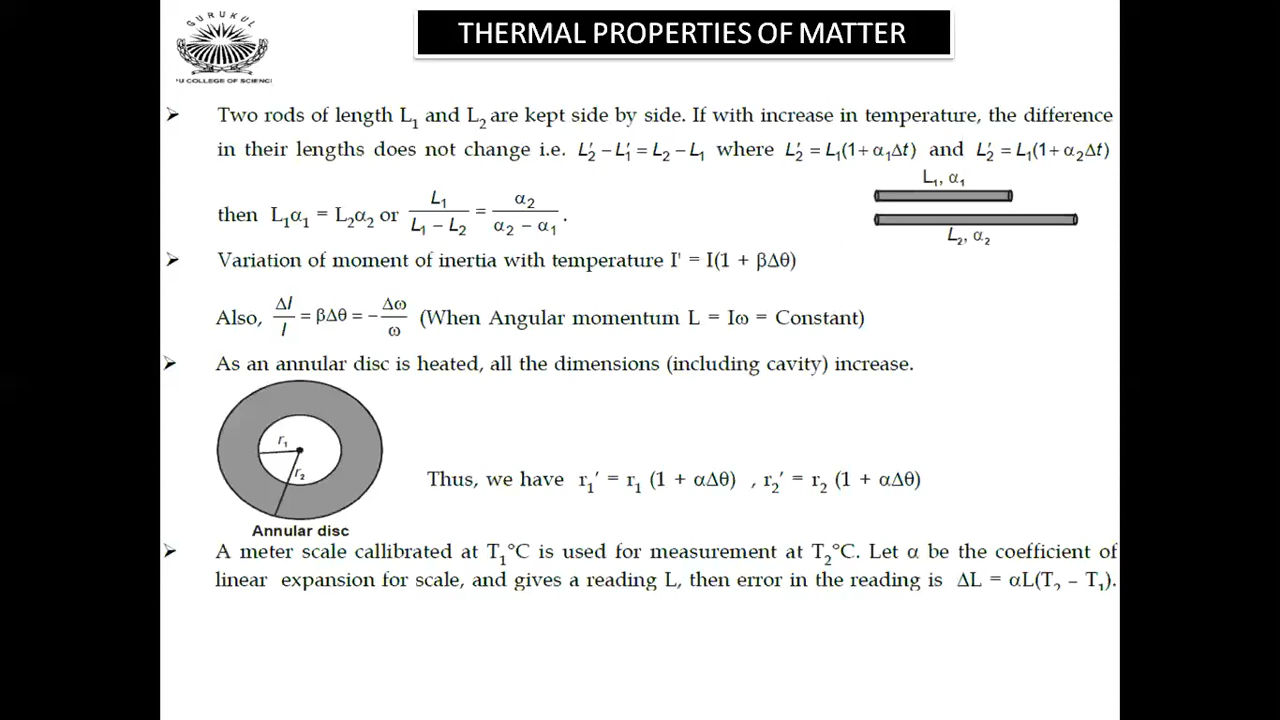 GURUKUL
PU COLLEGE OF SCIENCE
THERMAL PROPERTIES OF MATTER
➢ Two rods of length L₁ and L₂ are kept side by side. If with increase in temperature, the difference
in their lengths does not change i.e. L₂′ − L₁′ = L₂ − L₁ where L₂′ = L₁(1 + α₁Δt) and L₂′ = L₁(1 + α₂Δt)
L₁, α₁
then L₁α₁ = L₂α₂ or L₁/(L₁ − L₂) = α₂/(α₂ − α₁).
L₂, α₂
➢ Variation of moment of inertia with temperature I' = I(1 + βΔθ)
Also, ΔI/I = βΔθ = −Δω/ω (When Angular momentum L = Iω = Constant)
➢ As an annular disc is heated, all the dimensions (including cavity) increase.
r₁
r₂
Thus, we have r₁′ = r₁ (1 + αΔθ) , r₂′ = r₂ (1 + αΔθ)
Annular disc
➢ A meter scale callibrated at T₁°C is used for measurement at T₂°C. Let α be the coefficient of
linear expansion for scale, and gives a reading L, then error in the reading is ΔL = αL(T₂ – T₁).